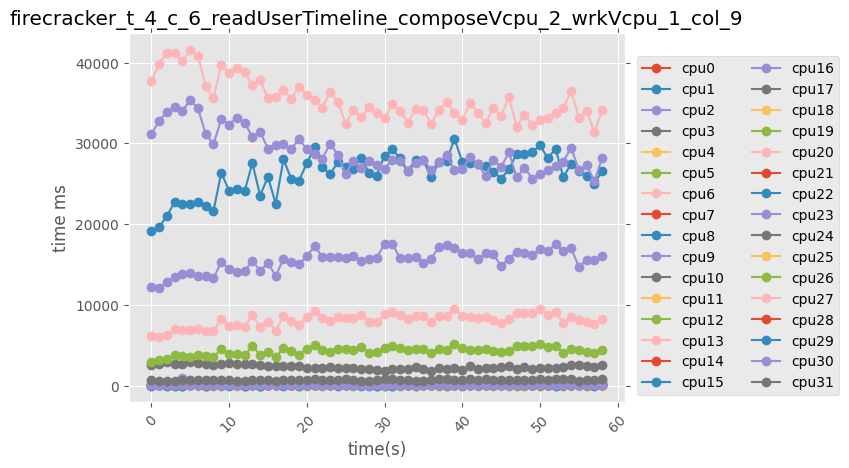 firecracker_t_4_c_6_readUserTimeline_composeVcpu_2_wrkVcpu_1_col_9
40000
30000
20000
10000
0
time ms
0
10
20
30
40
50
60
time(s)
cpu0
cpu1
cpu2
cpu3
cpu4
cpu5
cpu6
cpu7
cpu8
cpu9
cpu10
cpu11
cpu12
cpu13
cpu14
cpu15
cpu16
cpu17
cpu18
cpu19
cpu20
cpu21
cpu22
cpu23
cpu24
cpu25
cpu26
cpu27
cpu28
cpu29
cpu30
cpu31